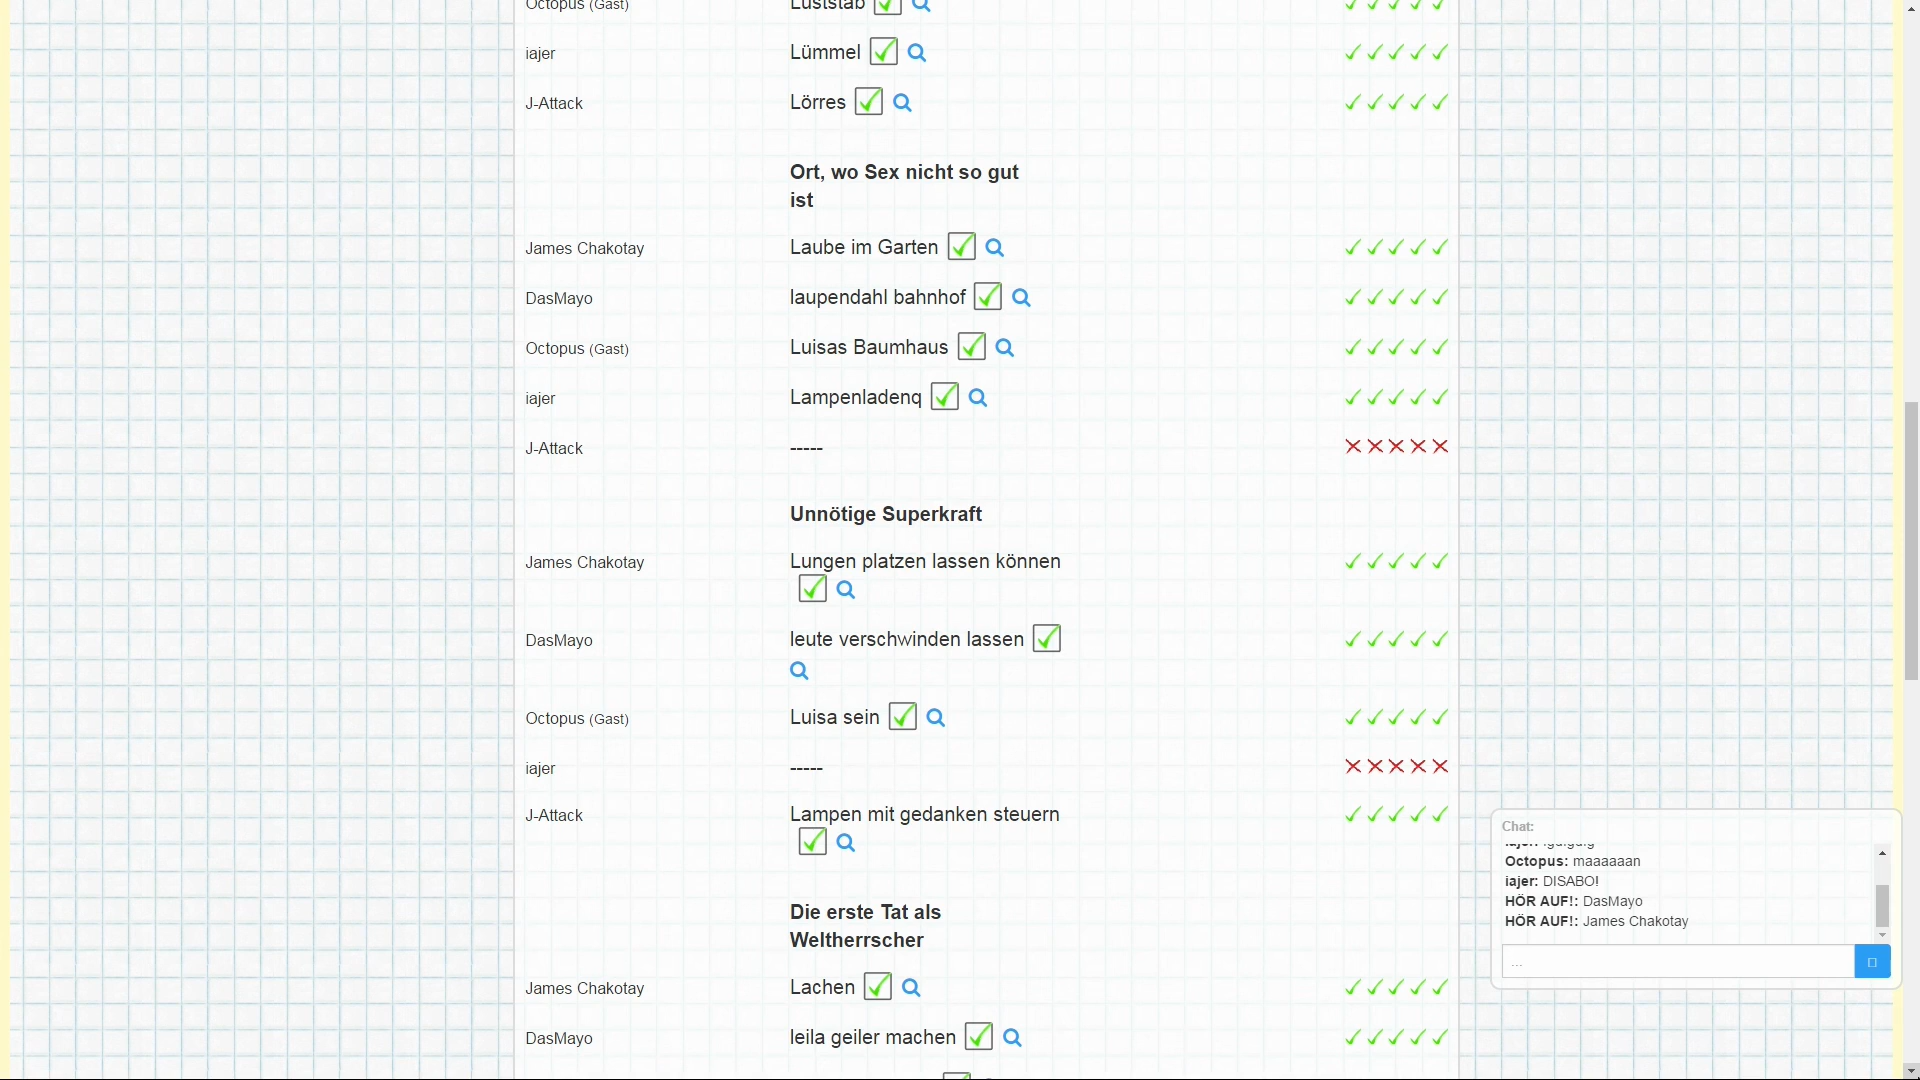 Octopus (Gast) Luststab
iajer Lümmel
J-Attack Lörres
Ort, wo Sex nicht so gut
ist
James Chakotay Laube im Garten
DasMayo laupendahl bahnhof
Octopus (Gast) Luisas Baumhaus
iajer Lampenladenq
J-Attack -----
Unnötige Superkraft
James Chakotay Lungen platzen lassen können
DasMayo leute verschwinden lassen
Octopus (Gast) Luisa sein
iajer -----
J-Attack Lampen mit gedanken steuern
Die erste Tat als
Weltherrscher
James Chakotay Lachen
DasMayo leila geiler machen
Chat:
Octopus: maaaaaan
iajer: DISABO!
HÖR AUF!: DasMayo
HÖR AUF!: James Chakotay
...